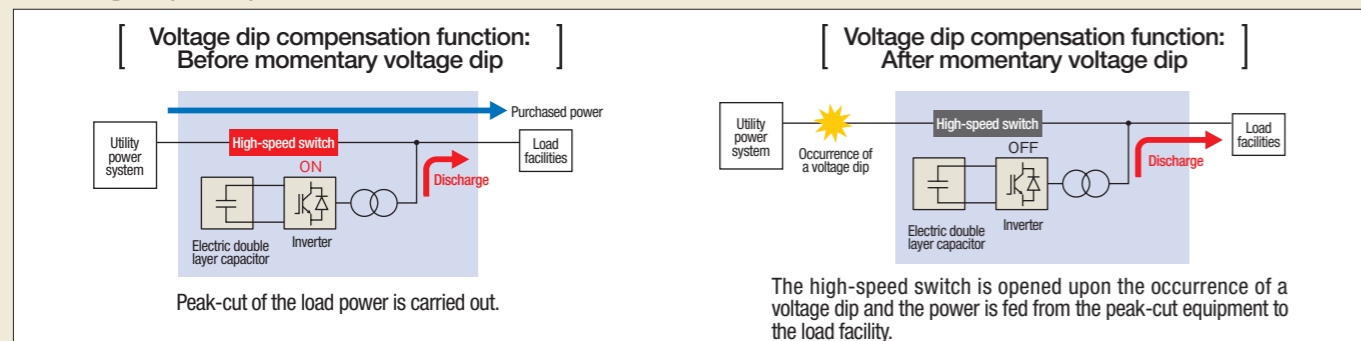 Voltage dip compensation function:
Before momentary voltage dip
Purchased power
Utility
power
system
High-speed switch
ON
Load
facilities
Discharge
Electric double
layer capacitor
Inverter
Peak-cut of the load power is carried out.
Voltage dip compensation function:
After momentary voltage dip
Utility
power
system
Occurrence of
a voltage dip
High-speed switch
OFF
Load
facilities
Discharge
Electric double
layer capacitor
Inverter
The high-speed switch is opened upon the occurrence of a
voltage dip and the power is fed from the peak-cut equipment to
the load facility.